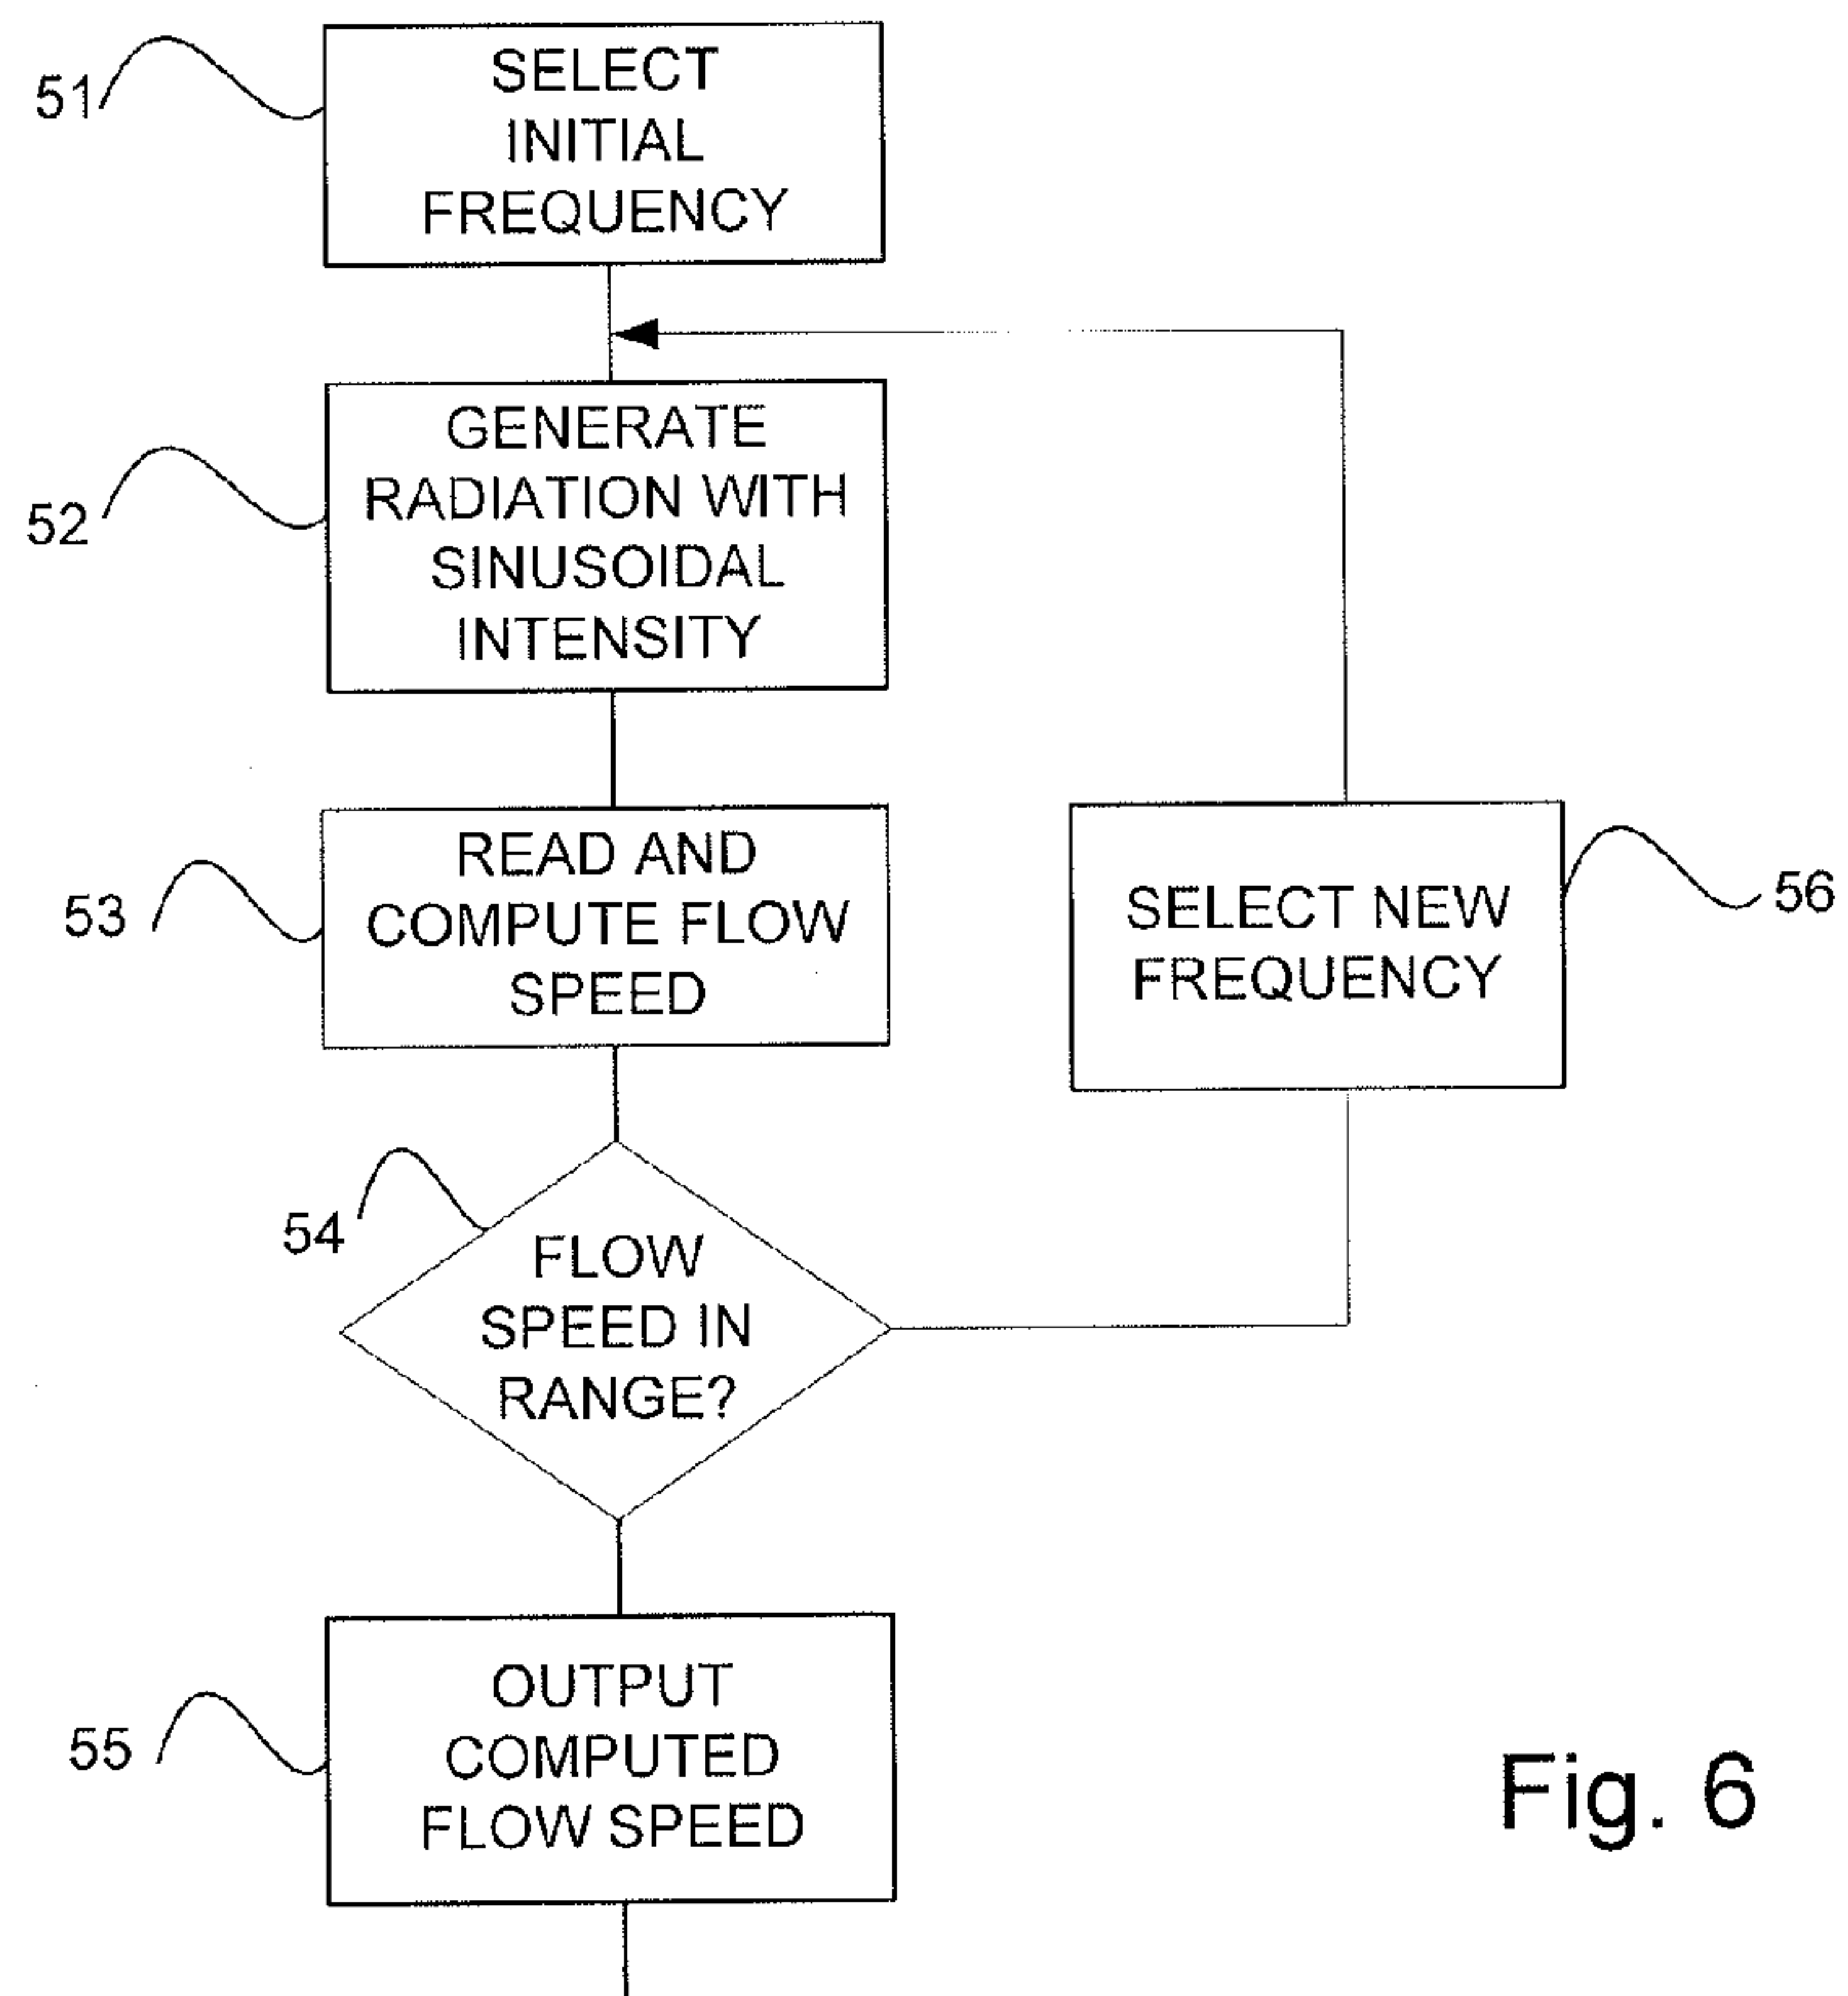 51
SELECT
INITIAL
FREQUENCY
52
GENERATE
RADIATION WITH
SINUSOIDAL
INTENSITY
53
READ AND
COMPUTE FLOW
SPEED
56
SELECT NEW
FREQUENCY
54
FLOW
SPEED IN
RANGE?
55
OUTPUT
COMPUTED
FLOW SPEED
Fig. 6